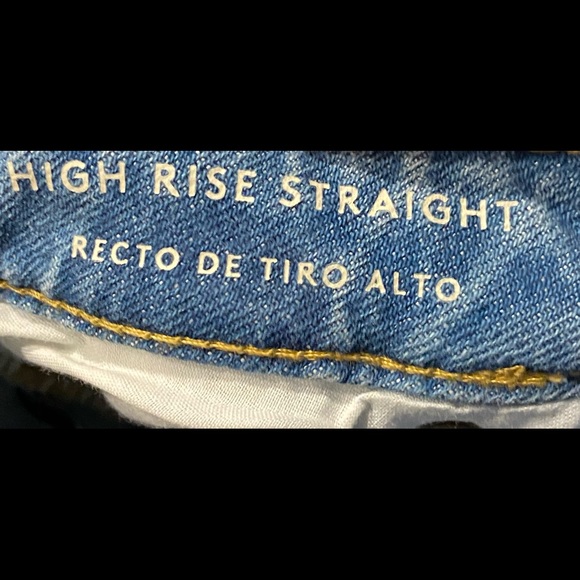 HIGH RISE STRAIGHT
RECTO DE TIRO ALTO